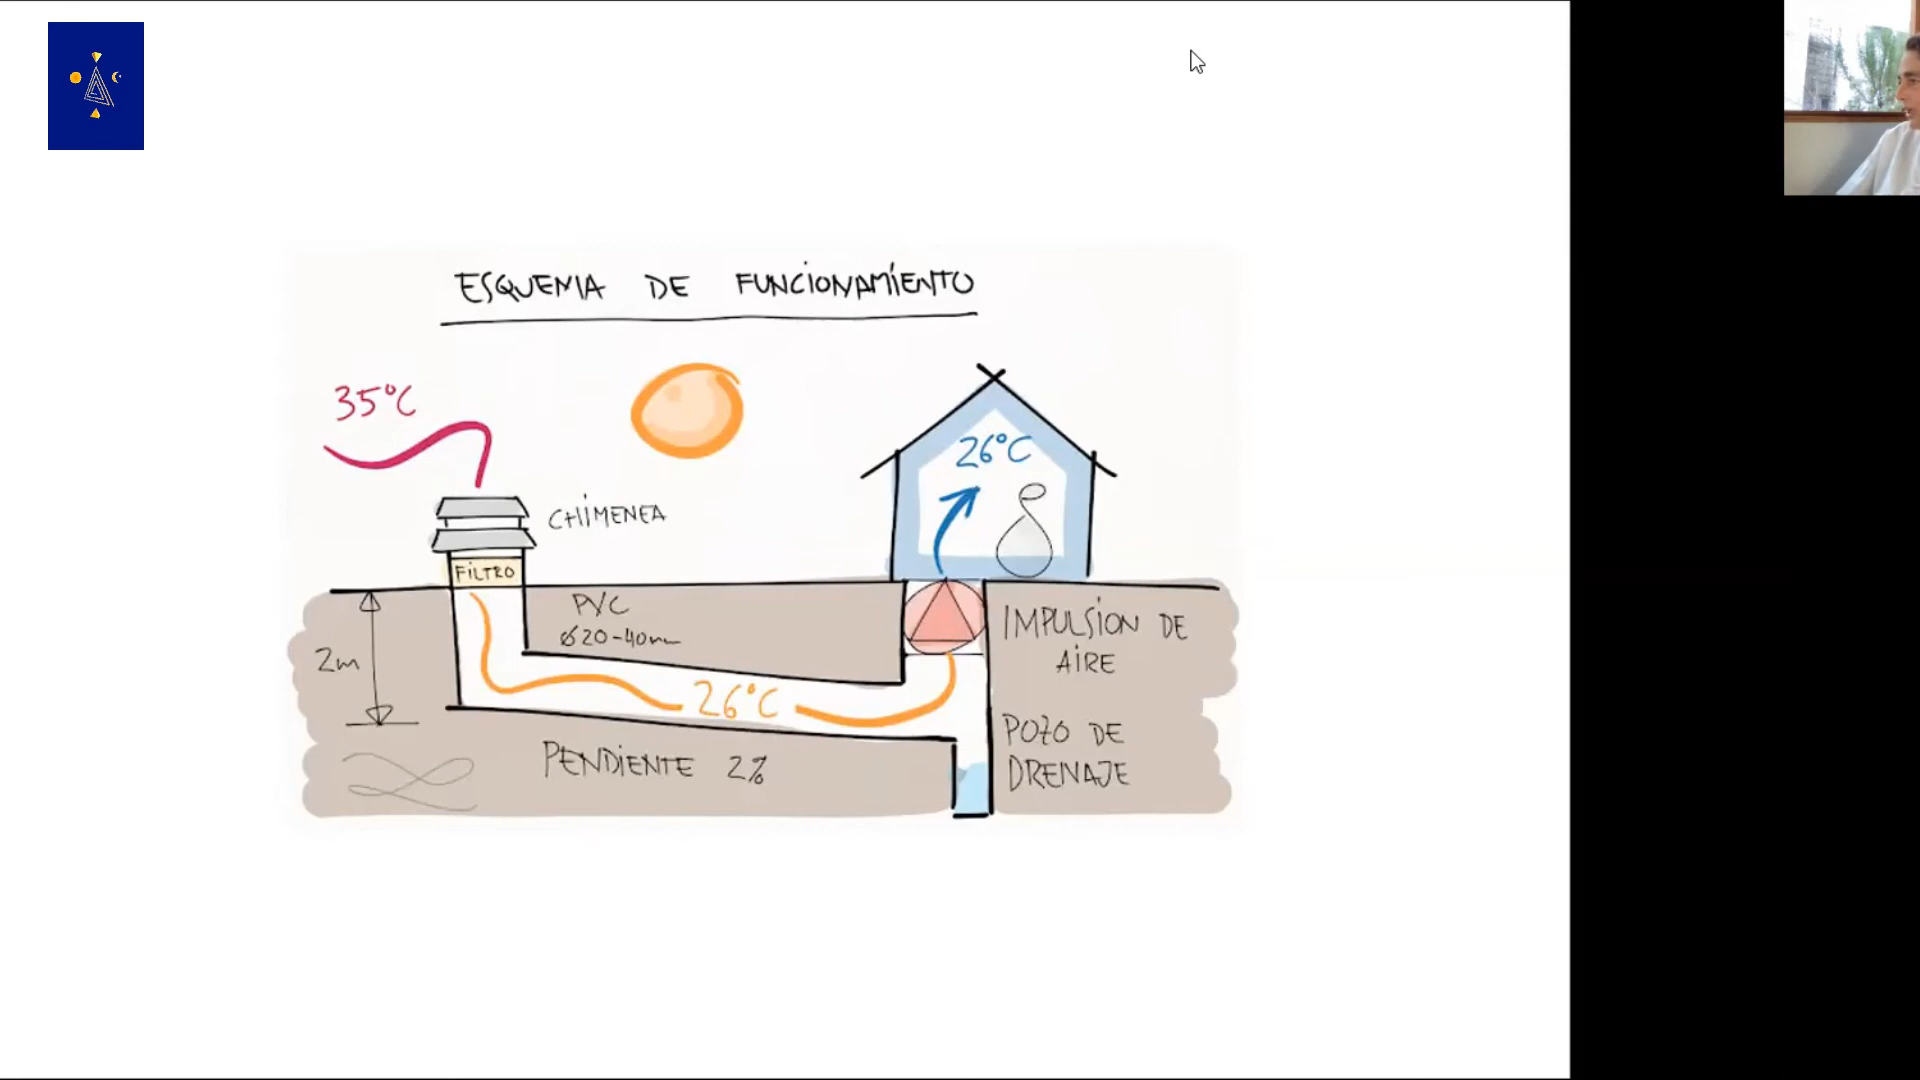 ESQUEMA DE FUNCIONAMIENTO
35°C
CHIMENEA
FILTRO
26°C
PVC
ø20-40mm
2m
26°C
PENDIENTE 2%
IMPULSION DE
AIRE
POZO DE
DRENAJE